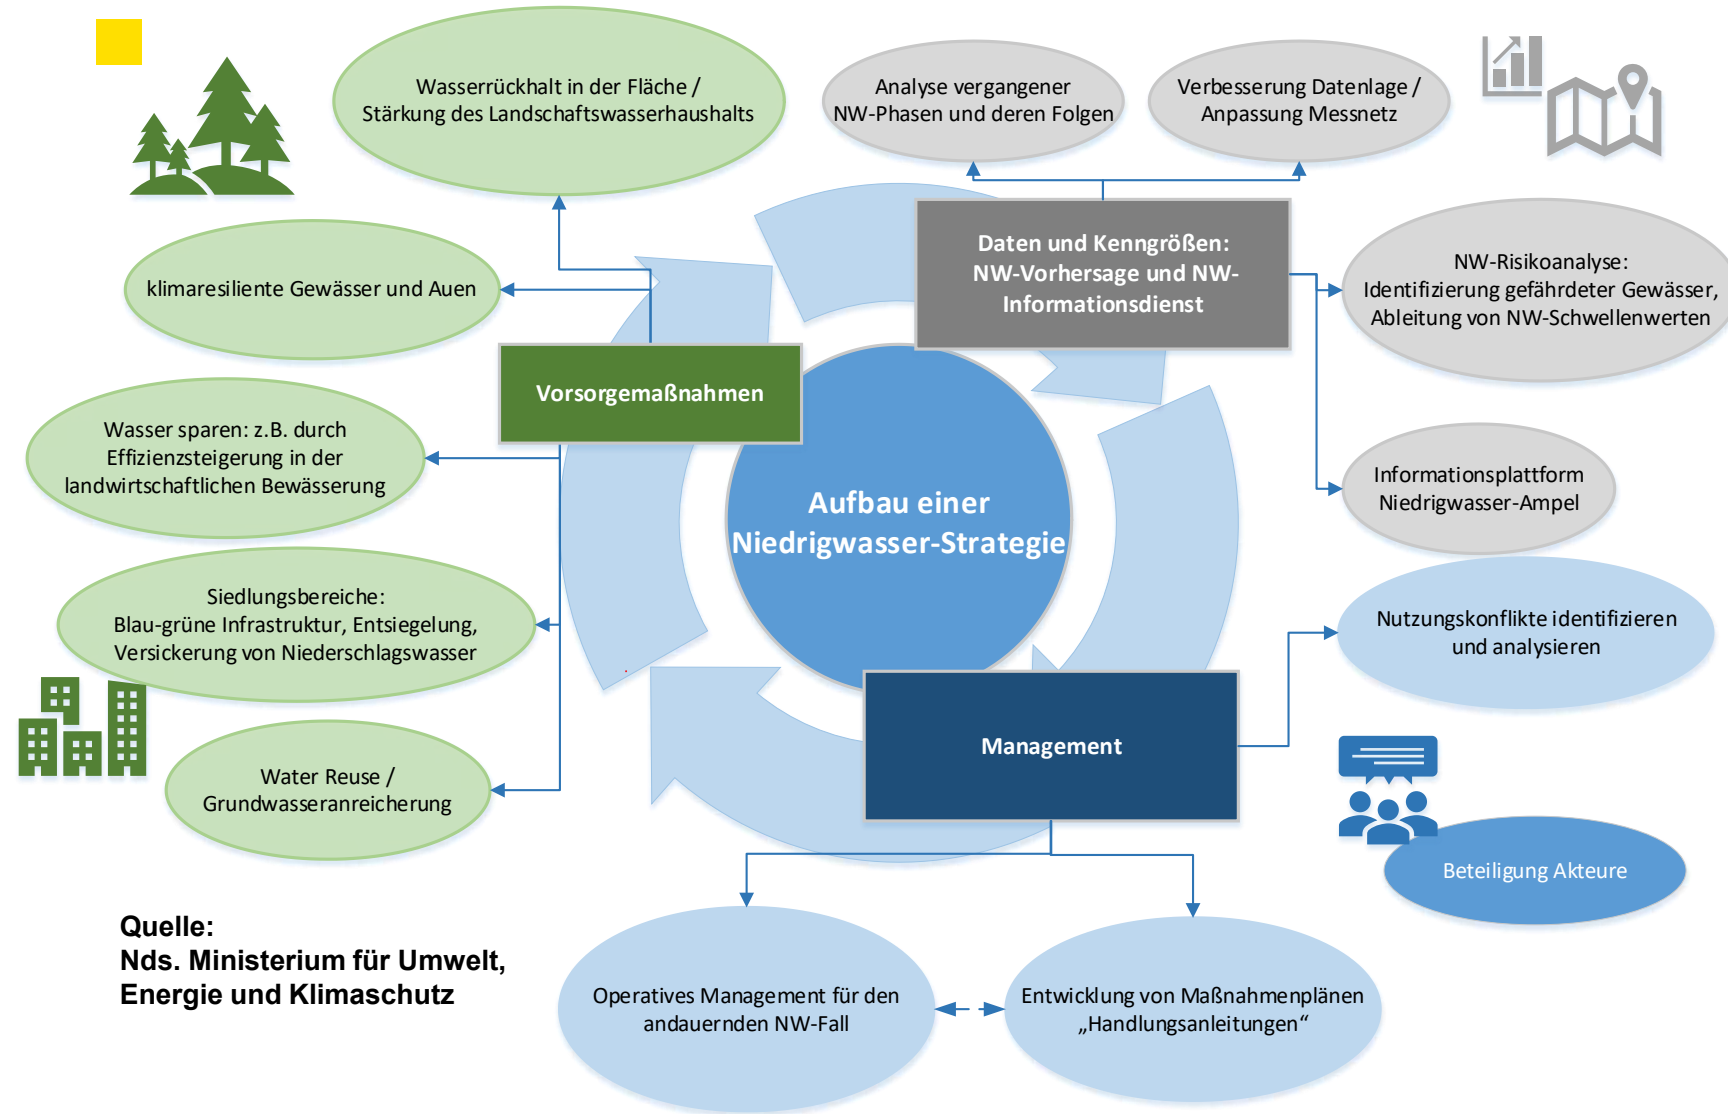 Wasserrückhalt in der Fläche /
Stärkung des Landschaftswasserhaushalts
Analyse vergangener
NW-Phasen und deren Folgen
Verbesserung Datenlage /
Anpassung Messnetz
Daten und Kenngrößen:
NW-Vorhersage und NW-
Informationsdienst
NW-Risikoanalyse:
Identifizierung gefährdeter Gewässer,
Ableitung von NW-Schwellenwerten
klimaresiliente Gewässer und Auen
Vorsorgemaßnahmen
Wasser sparen: z.B. durch
Effizienzsteigerung in der
landwirtschaftlichen Bewässerung
Informationsplattform
Niedrigwasser-Ampel
Aufbau einer
Niedrigwasser-Strategie
Siedlungsbereiche:
Blau-grüne Infrastruktur, Entsiegelung,
Versickerung von Niederschlagswasser
Nutzungskonflikte identifizieren
und analysieren
Management
Water Reuse /
Grundwasseranreicherung
Beteiligung Akteure
Quelle:
Nds. Ministerium für Umwelt,
Energie und Klimaschutz
Operatives Management für den
andauernden NW-Fall
Entwicklung von Maßnahmenplänen
„Handlungsanleitungen“